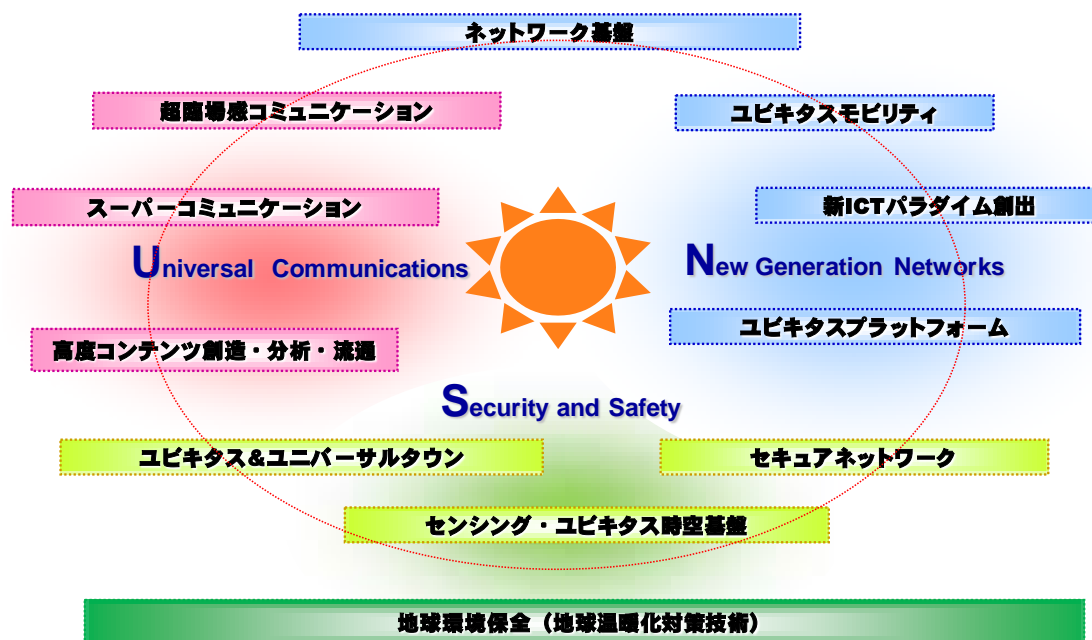 ネットワーク基盤
超臨場感コミュニケーション
ユビキタスモビリティ
スーパーコミュニケーション
新ICTパラダイム創出
Universal Communications
New Generation Networks
ユビキタスプラットフォーム
高度コンテンツ創造・分析・流通
Security and Safety
ユビキタス&ユニバーサルタウン
セキュアネットワーク
センシング・ユビキタス時空基盤
地球環境保全（地球温暖化対策技術）